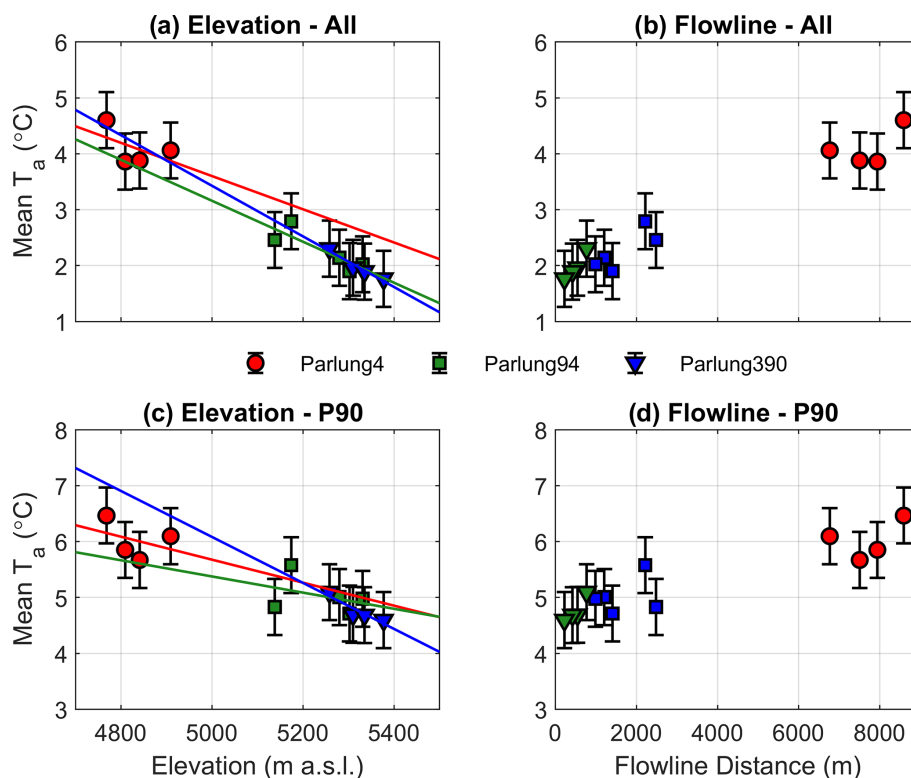 (a) Elevation - All
(b) Flowline - All
6
5
4
3
2
1
Mean Tₐ (°C)
6
5
4
3
2
1
Parlung4
Parlung94
Parlung390
(c) Elevation - P90
(d) Flowline - P90
8
7
6
5
4
3
Mean Tₐ (°C)
8
7
6
5
4
3
4800 5000 5200 5400
0 2000 4000 6000 8000
Elevation (m a.s.l.)
Flowline Distance (m)